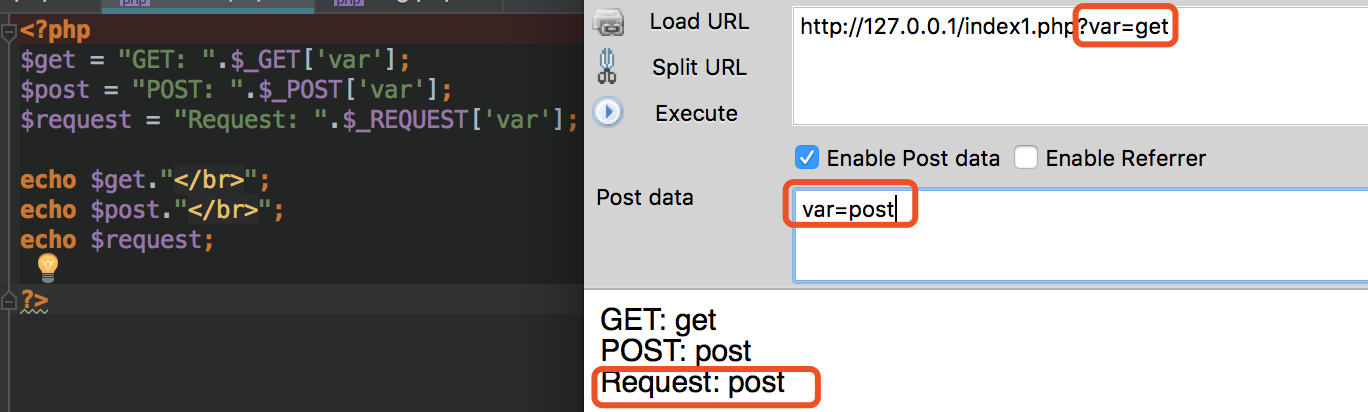 php
php
<?php
$get = "GET: ".$_GET['var'];
$post = "POST: ".$_POST['var'];
$request = "Request: ".$_REQUEST['var'];
echo $get."</br>";
echo $post."</br>";
echo $request;
?>
Load URL
http://127.0.0.1/index1.php?var=get
Split URL
Execute
Enable Post data
Enable Referrer
Post data
var=post
GET: get
POST: post
Request: post